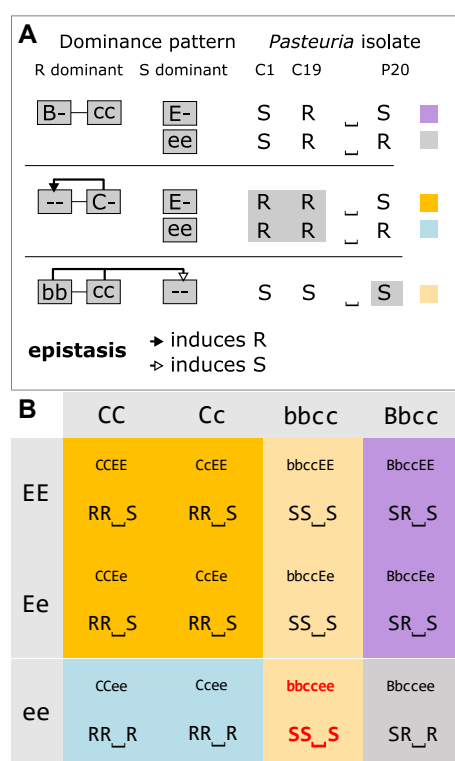 A
Dominance pattern Pasteuria isolate
R dominant S dominant C1 C19 P20
B- cc E- S R ⎵ S
ee S R ⎵ R
-- C- E- R R ⎵ S
ee R R ⎵ R
bb cc -- S S ⎵ S
epistasis induces R
induces S
B
CC Cc bbcc Bbcc
EE CCEE CcEE bbccEE BbccEE
RR⎵S RR⎵S SS⎵S SR⎵S
Ee CCEe CcEe bbccEe BbccEe
RR⎵S RR⎵S SS⎵S SR⎵S
ee CCee Ccee bbccee Bbccee
RR⎵R RR⎵R SS⎵S SR⎵R